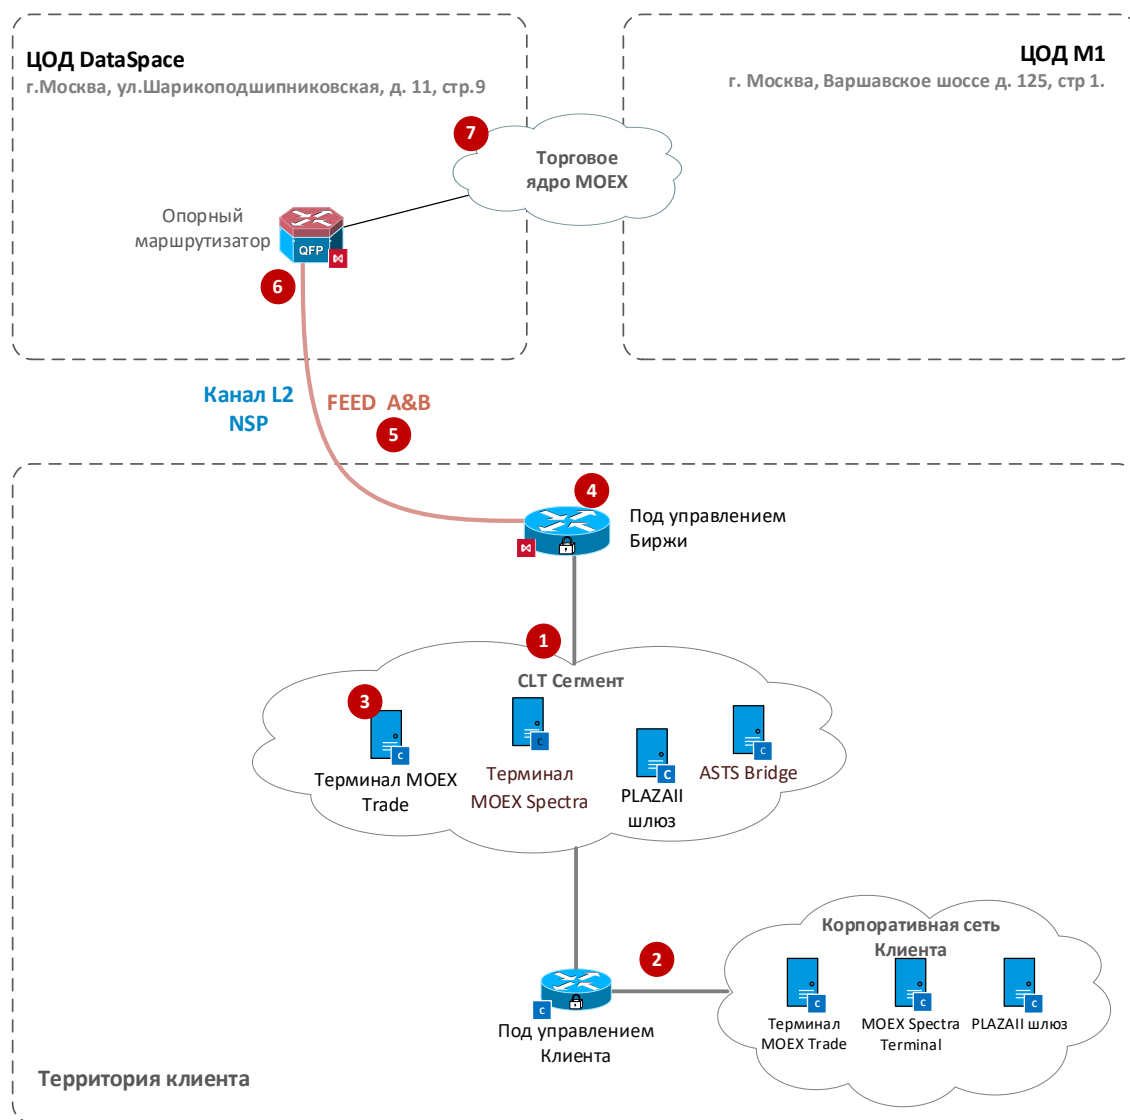 ЦОД DataSpace
г.Москва, ул.Шарикоподшипниковская, д. 11, стр.9
ЦОД М1
г. Москва, Варшавское шоссе д. 125, стр 1.
7
Торговое
ядро MOEX
Опорный
маршрутизатор
QFP
6
Канал L2
NSP
FEED A&B
5
4
Под управлением
Биржи
1
CLT Сегмент
3
C
C
C
C
Терминал MOEX
Trade
Терминал
MOEX Spectra
PLAZAII
шлюз
ASTS Bridge
2
C
Под управлением
Клиента
Корпоративная сеть
Клиента
C
C
C
Терминал
MOEX Trade
MOEX Spectra
Terminal
PLAZAII шлюз
Территория клиента